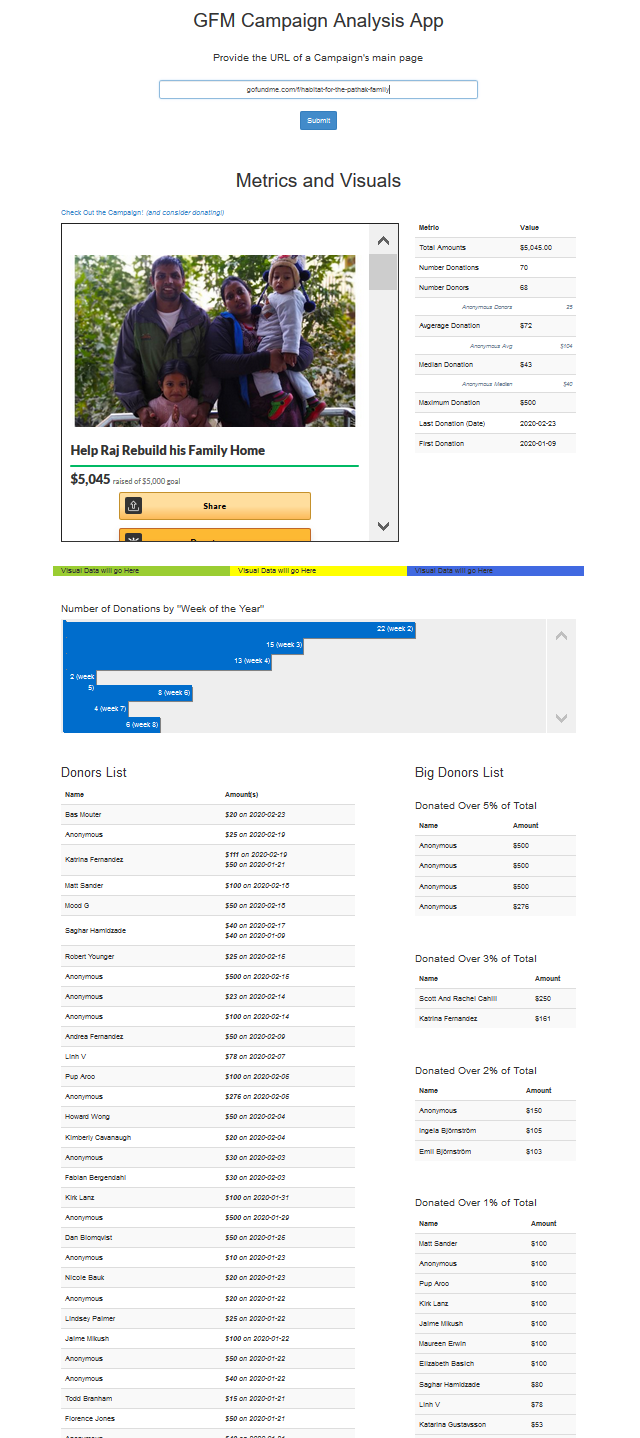 GFM Campaign Analysis App
Provide the URL of a Campaign's main page
gofundme.com/f/habitat-for-the-pathak-family
Submit
Metrics and Visuals
Check Out the Campaign! (and consider donating!)
Help Raj Rebuild his Family Home
$5,045 raised of $5,000 goal
Share
Metric Value
Total Amounts $5,045.00
Number Donations 70
Number Donors 68
Anonymous Donors 25
Avgerage Donation $72
Anonymous Avg $104
Median Donation $43
Anonymous Median $40
Maximum Donation $500
Last Donation (Date) 2020-02-23
First Donation 2020-01-09
Visual Data will go Here Visual Data will go Here Visual Data will go Here
Number of Donations by "Week of the Year"
22 (week 2)
15 (week 3)
13 (week 4)
2 (week
5)
8 (week 6)
4 (week 7)
6 (week 8)
Donors List
Name Amount(s)
Bas Mouter $20 on 2020-02-23
Anonymous $25 on 2020-02-19
Katrina Fernandez $111 on 2020-02-19
$50 on 2020-01-21
Matt Sander $100 on 2020-02-18
Mood G $50 on 2020-02-18
Saghar Hamidzade $40 on 2020-02-17
$40 on 2020-01-09
Robert Younger $25 on 2020-02-16
Anonymous $500 on 2020-02-15
Anonymous $23 on 2020-02-14
Anonymous $100 on 2020-02-14
Andrea Fernandez $50 on 2020-02-09
Linh V $78 on 2020-02-07
Pup Aroo $100 on 2020-02-06
Anonymous $276 on 2020-02-06
Howard Wong $50 on 2020-02-04
Kimberly Cavanaugh $20 on 2020-02-04
Anonymous $30 on 2020-02-03
Fabian Bergendahl $30 on 2020-02-03
Kirk Lanz $100 on 2020-01-31
Anonymous $500 on 2020-01-29
Dan Blomqvist $50 on 2020-01-26
Anonymous $10 on 2020-01-23
Nicole Bauk $20 on 2020-01-23
Anonymous $20 on 2020-01-22
Lindsey Palmer $25 on 2020-01-22
Jaime Mikush $100 on 2020-01-22
Anonymous $50 on 2020-01-22
Anonymous $40 on 2020-01-22
Todd Branham $15 on 2020-01-21
Florence Jones $50 on 2020-01-21
Big Donors List
Donated Over 5% of Total
Name Amount
Anonymous $500
Anonymous $500
Anonymous $500
Anonymous $276
Donated Over 3% of Total
Name Amount
Scott And Rachel Cahill $250
Katrina Fernandez $161
Donated Over 2% of Total
Name Amount
Anonymous $150
Ingela Björnström $105
Emil Björnström $103
Donated Over 1% of Total
Name Amount
Matt Sander $100
Anonymous $100
Pup Aroo $100
Kirk Lanz $100
Jaime Mikush $100
Maureen Erwin $100
Elizabeth Basich $100
Saghar Hamidzade $80
Linh V $78
Katarina Gustavsson $53